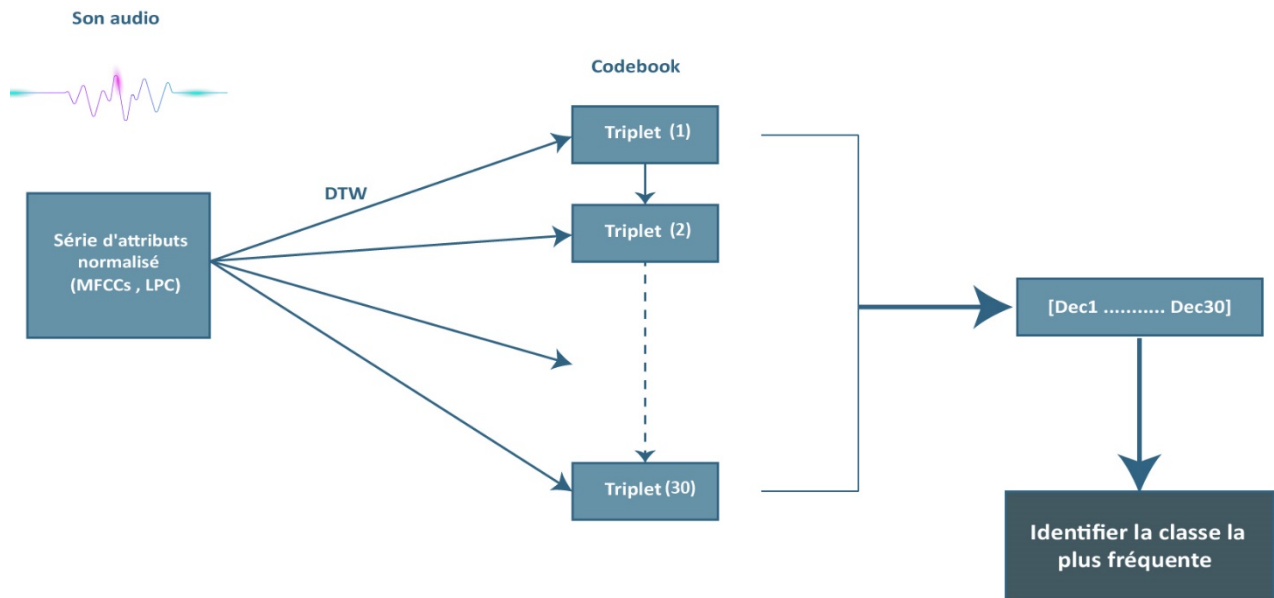 Son audio
Codebook
Triplet (1)
DTW
Triplet (2)
Série d'attributs
normalisé
(MFCCs , LPC)
[Dec1 ........... Dec30]
Triplet (30)
Identifier la classe la
plus fréquente